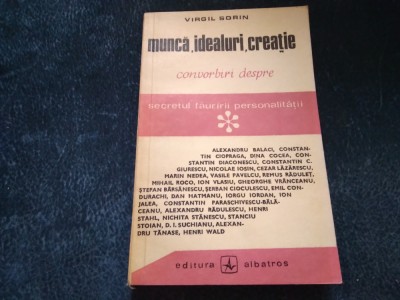 VIRGIL SORIN
muncă, idealuri, creație
convorbiri despre
secretul făuririi personalității
ALEXANDRU BALACI, CONSTAN-
TIN CIOPRAGA, DINA COCEA, CON-
STANTIN DIACONESCU, CONSTANTIN C.
GIURESCU, NICOLAE IOSIN, CEZAR LĂZĂRESCU,
MARIN NEDEA, VASILE PAVELCU, REMUS RĂDULEȚ,
MIHAIL ROCO, ION VLASIU, GHEORGHE VRÂNCEANU,
ȘTEFAN BÂRSĂNESCU, ȘERBAN CIOCULESCU, EMIL CON-
DURACHI, DAN HATMANU, IORGU IORDAN, ION
JALEA, CONSTANTIN PARASCHIVESCU-BĂLĂ-
CEANU, ALEXANDRU RĂDULESCU, HENRI
STAHL, NICHITA STĂNESCU, STANCIU
STOIAN, D. I. SUCHIANU, ALEXAN-
DRU TĂNASE, HENRI WALD
editura albatros